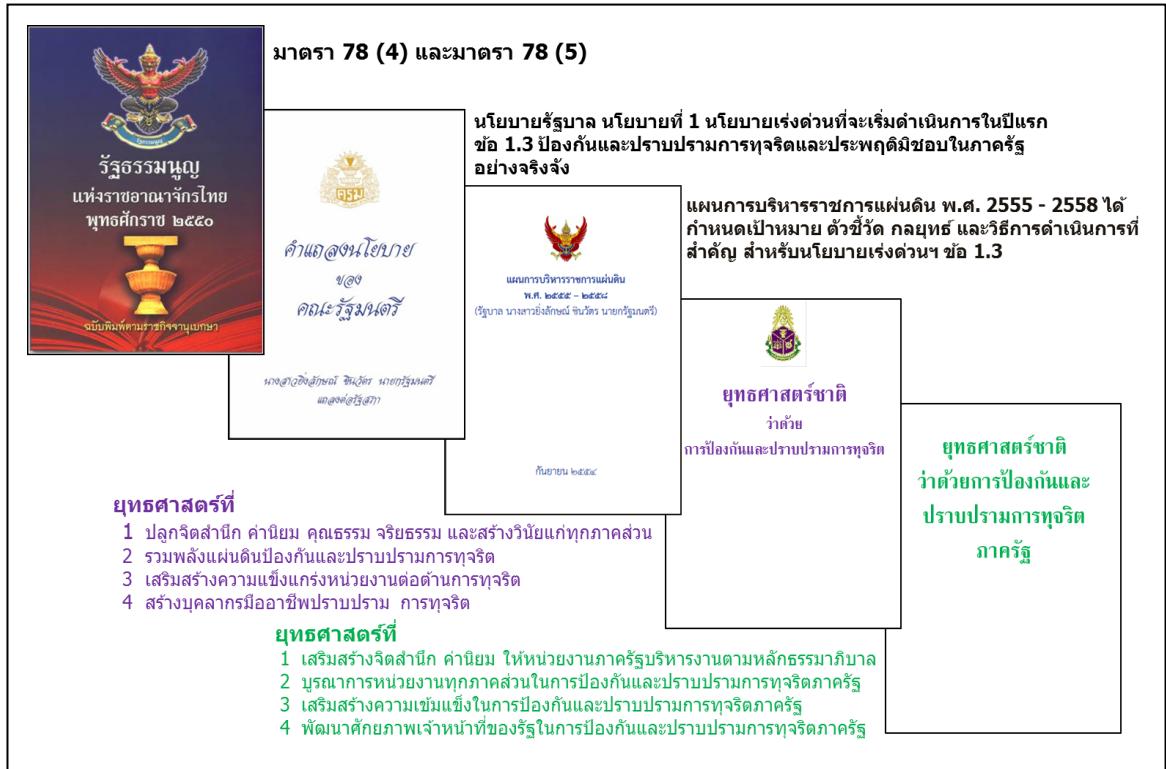 มาตรา 78 (4) และมาตรา 78 (5)
รัฐธรรมนูญ
แห่งราชอาณาจักรไทย
พุทธศักราช ๒๕๕๐
ฉบับพิมพ์ตามราชกิจจานุเบกษา
นโยบายรัฐบาล นโยบายที่ 1 นโยบายเร่งด่วนที่จะเริ่มดำเนินการในปีแรก
ข้อ 1.3 ป้องกันและปราบปรามการทุจริตและประพฤติมิชอบในภาครัฐ
อย่างจริงจัง
ครม
คำแถลงนโยบาย
ของ
คณะรัฐมนตรี
นางสาวยิ่งลักษณ์ ชินวัตร นายกรัฐมนตรี
แถลงต่อรัฐสภา
แผนการบริหารราชการแผ่นดิน พ.ศ. 2555 - 2558 ได้
กำหนดเป้าหมาย ตัวชี้วัด กลยุทธ์ และวิธีการดำเนินการที่
สำคัญ สำหรับนโยบายเร่งด่วนฯ ข้อ 1.3
แผนการบริหารราชการแผ่นดิน
พ.ศ. ๒๕๕๕ – ๒๕๕๘
(รัฐบาล นางสาวยิ่งลักษณ์ ชินวัตร นายกรัฐมนตรี)
กันยายน ๒๕๕๔
ยุทธศาสตร์ชาติ
ว่าด้วย
การป้องกันและปราบปรามการทุจริต
ยุทธศาสตร์ชาติ
ว่าด้วยการป้องกันและ
ปราบปรามการทุจริต
ภาครัฐ
ยุทธศาสตร์ที่
1 ปลูกจิตสำนึก ค่านิยม คุณธรรม จริยธรรม และสร้างวินัยแก่ทุกภาคส่วน
2 รวมพลังแผ่นดินป้องกันและปราบปรามการทุจริต
3 เสริมสร้างความแข็งแกร่งหน่วยงานต่อต้านการทุจริต
4 สร้างบุคลากรมืออาชีพปราบปราม การทุจริต
ยุทธศาสตร์ที่
1 เสริมสร้างจิตสำนึก ค่านิยม ให้หน่วยงานภาครัฐบริหารงานตามหลักธรรมาภิบาล
2 บูรณาการหน่วยงานทุกภาคส่วนในการป้องกันและปราบปรามการทุจริตภาครัฐ
3 เสริมสร้างความเข้มแข็งในการป้องกันและปราบปรามการทุจริตภาครัฐ
4 พัฒนาศักยภาพเจ้าหน้าที่ของรัฐในการป้องกันและปราบปรามการทุจริตภาครัฐ